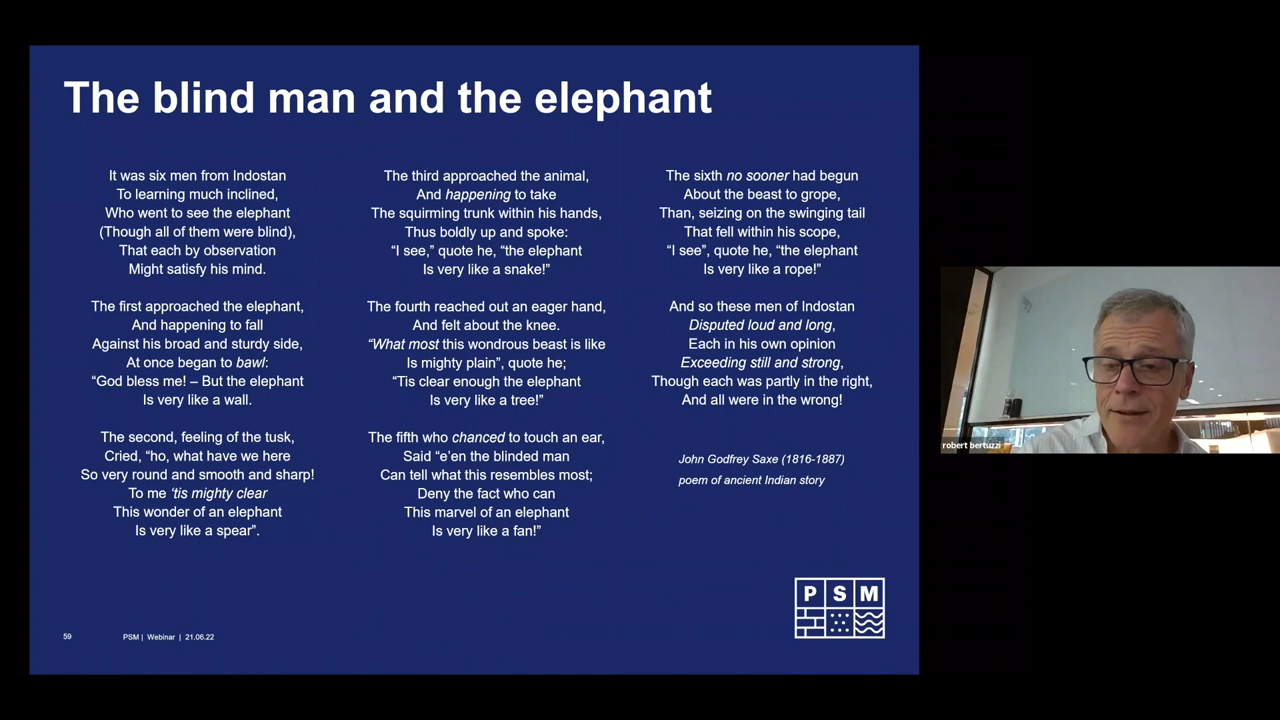 The blind man and the elephant
It was six men from Indostan
To learning much inclined,
Who went to see the elephant
(Though all of them were blind),
That each by observation
Might satisfy his mind.
The first approached the elephant,
And happening to fall
Against his broad and sturdy side,
At once began to bawl:
“God bless me! – But the elephant
Is very like a wall.
The second, feeling of the tusk,
Cried, “ho, what have we here
So very round and smooth and sharp!
To me ‘tis mighty clear
This wonder of an elephant
Is very like a spear”.
The third approached the animal,
And happening to take
The squirming trunk within his hands,
Thus boldly up and spoke:
“I see,” quote he, “the elephant
Is very like a snake!”
The fourth reached out an eager hand,
And felt about the knee.
“What most this wondrous beast is like
Is mighty plain”, quote he;
“Tis clear enough the elephant
Is very like a tree!”
The fifth who chanced to touch an ear,
Said “e’en the blinded man
Can tell what this resembles most;
Deny the fact who can
This marvel of an elephant
Is very like a fan!”
The sixth no sooner had begun
About the beast to grope,
Than, seizing on the swinging tail
That fell within his scope,
“I see”, quote he, “the elephant
Is very like a rope!”
And so these men of Indostan
Disputed loud and long,
Each in his own opinion
Exceeding still and strong,
Though each was partly in the right,
And all were in the wrong!
John Godfrey Saxe (1816-1887)
poem of ancient Indian story
PSM
59 PSM | Webinar | 21.06.22
robert bertuzzi